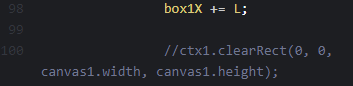 98 box1X += L;
99
100 //ctx1.clearRect(0, 0,
canvas1.width, canvas1.height);